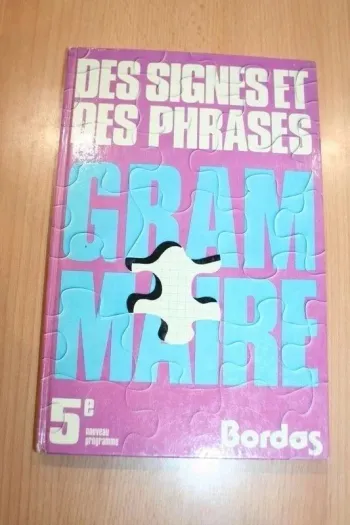 DES SIGNES ET
DES PHRASES
GRAM
MAIRE
5e
nouveau
programme
Bordas